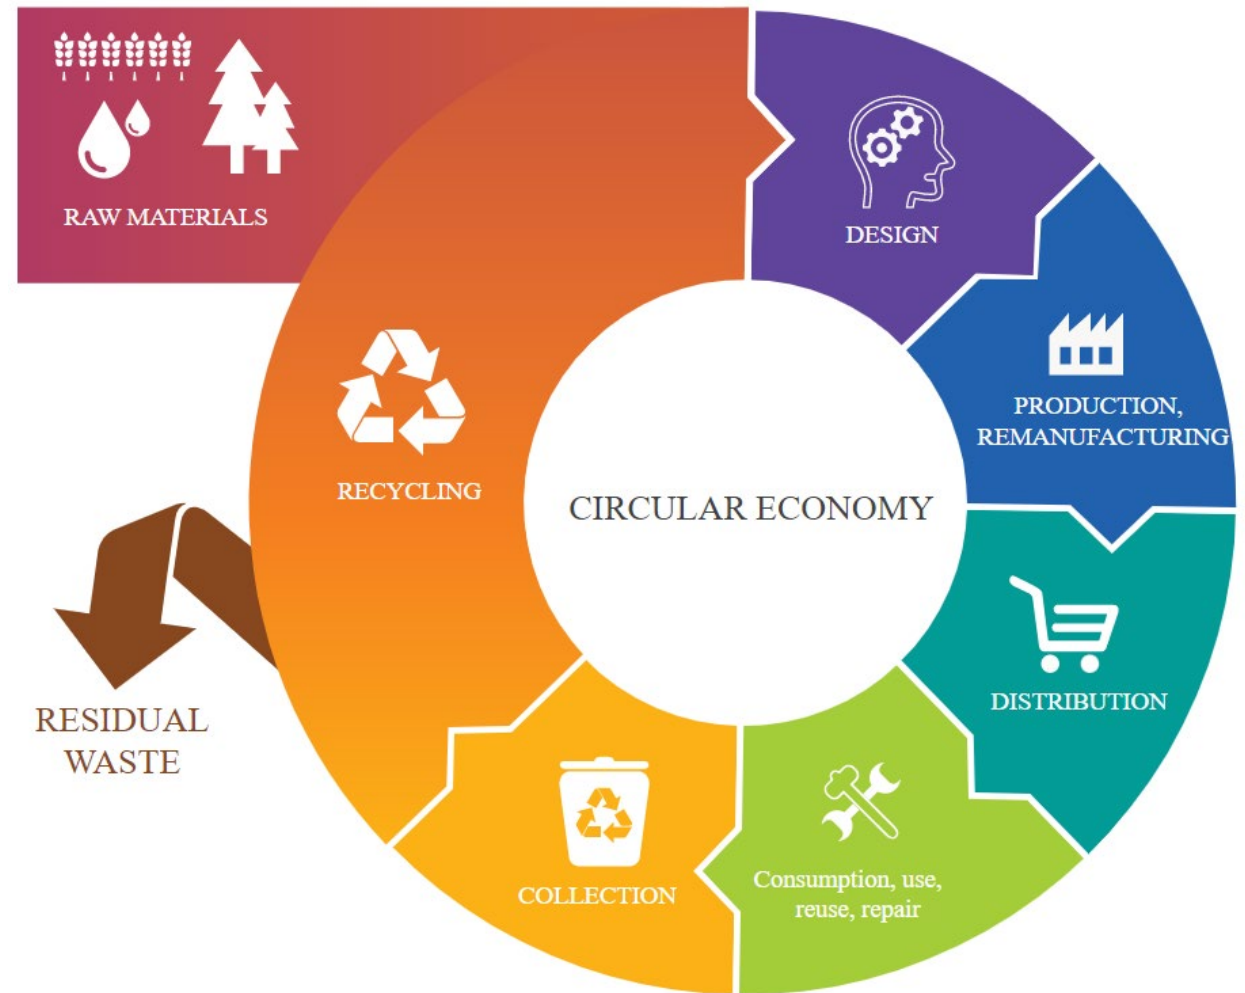 RAW MATERIALS
DESIGN
PRODUCTION,
REMANUFACTURING
RECYCLING
CIRCULAR ECONOMY
DISTRIBUTION
RESIDUAL
WASTE
Consumption, use,
reuse, repair
COLLECTION